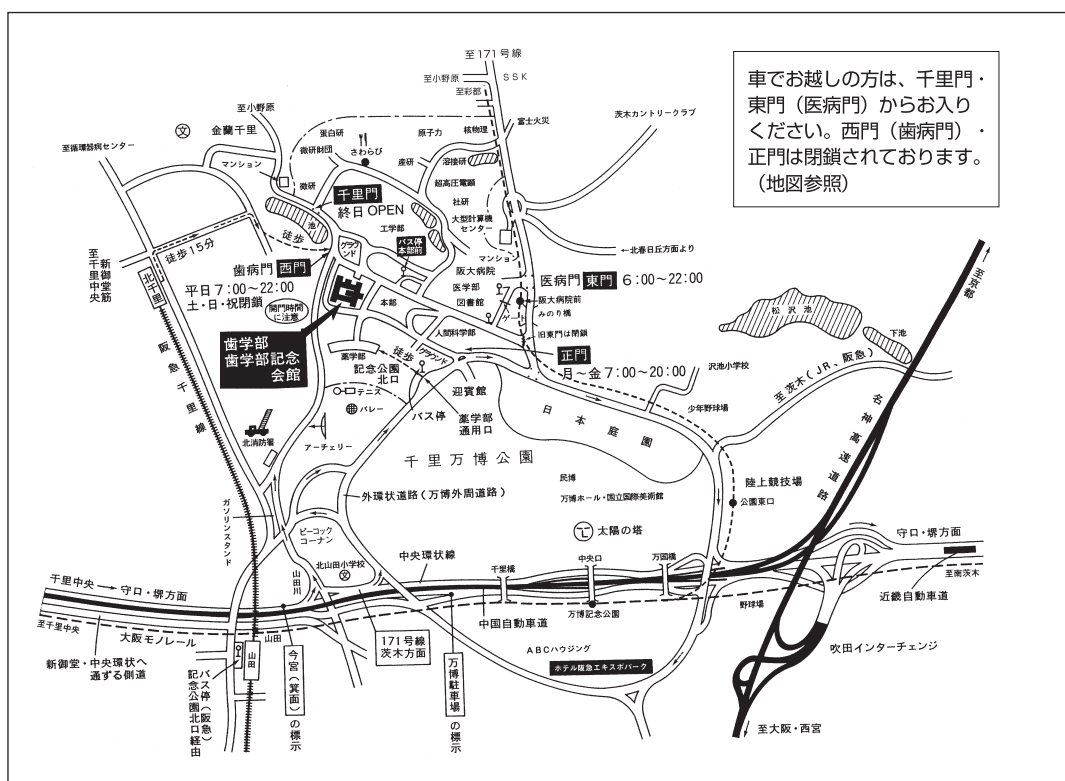 車でお越しの方は、千里門・
東門（医病門）からお入り
ください。西門（歯病門）・
正門は閉鎖されております。
（地図参照）
至171号線
至小野原
SSK
至彩都
富士火災
茨木カントリークラブ
至小野原
文
金蘭千里
至循環器病センター
マンション
蛋白研
微研財団
さわらび
原子力
核物理
産研
溶接研
微研
超高圧電顕
社研
大型計算機
センター
マンション
千里門
終日 OPEN
池
徒歩
工学部
グラウンド
バス停
本部前
←北春日丘方面より
徒歩15分
至千里中央
新御堂筋
北千里
歯病門 西門
平日 7:00〜22:00
土・日・祝閉鎖
開門時間
に注意
阪大病院
医学部
図書館
医病門 東門 6:00〜22:00
阪大病院前
みのり橋
ゲート
旧東門は閉鎖
本部
人間科学部
歯学部
歯学部記念
会館
正門
月〜金 7:00〜20:00
薬学部
徒歩
グラウンド
記念公園
北口
迎賓館
バス停
薬学部
通用口
テニス
バレー
アーチェリー
北消防署
阪急千里線
沢池小学校
松沢池
下池
至京都
至茨木（JR、阪急）
少年野球場
名神高速道路
日本庭園
千里万博公園
民博
万博ホール・国立国際美術館
陸上競技場
公園東口
太陽の塔
外環状道路（万博外周道路）
ガソリンスタンド
ピーコック
コーナン
北山田小学校
文
山田川
中央環状線
千里橋
中央口
万国橋
守口・堺方面
至南茨木
近畿自動車道
千里中央→守口・堺方面
至千里中央
大阪モノレール
山田
山田
171号線
茨木方面
中国自動車道
万博記念公園
野球場
新御堂・中央環状へ
通ずる側道
バス停（阪急）
記念公園北口経由
今宮（箕面）の標示
万博駐車場の標示
ABCハウジング
ホテル阪急エキスポパーク
吹田インターチェンジ
至大阪・西宮